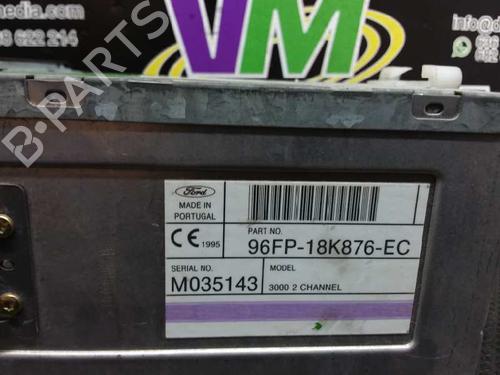 media.com
8 622 214
VM
info@d
B-PARTS
Ford
MADE IN
PORTUGAL
CE 1995
PART NO.
96FP-18K876-EC
SERIAL NO.
M035143
MODEL
3000 2 CHANNEL